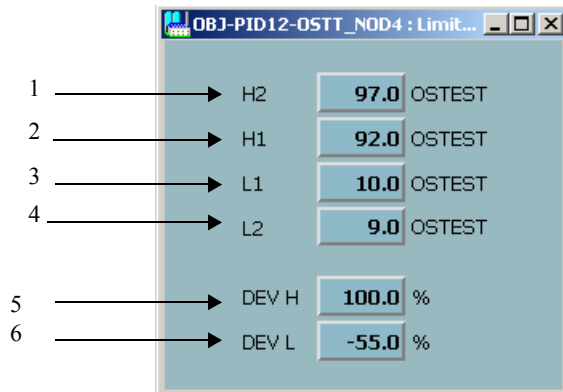 OBJ-PID12-OSTT_NOD4 : Limit...
1 H2 97.0 OSTEST
2 H1 92.0 OSTEST
3 L1 10.0 OSTEST
4 L2 9.0 OSTEST
5 DEV H 100.0 %
6 DEV L -55.0 %